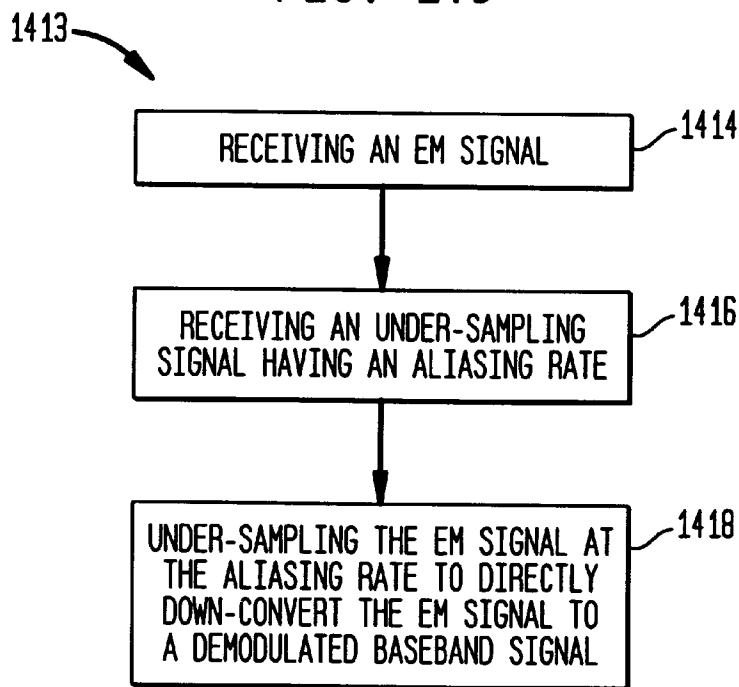 1413
RECEIVING AN EM SIGNAL
1414
RECEIVING AN UNDER-SAMPLING
SIGNAL HAVING AN ALIASING RATE
1416
UNDER-SAMPLING THE EM SIGNAL AT
THE ALIASING RATE TO DIRECTLY
DOWN-CONVERT THE EM SIGNAL TO
A DEMODULATED BASEBAND SIGNAL
1418